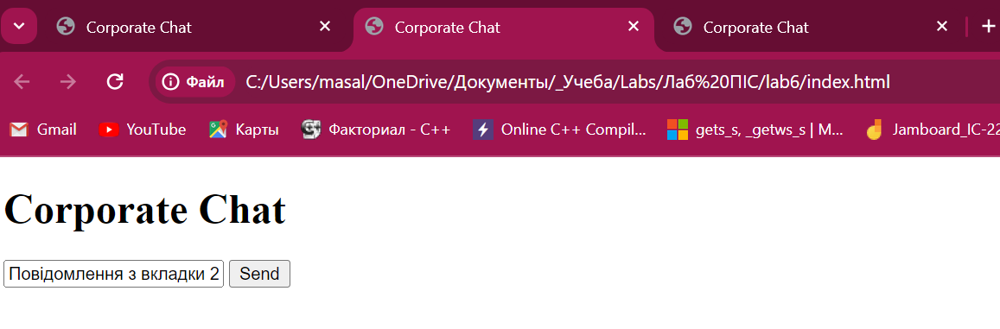 Corporate Chat
Corporate Chat
Corporate Chat
Файл
C:/Users/masal/OneDrive/Документы/_Учеба/Labs/Лаб%20ПІС/lab6/index.html
Gmail
YouTube
Карты
Факториал - C++
Online C++ Compil...
gets_s, _getws_s | M...
Jamboard_IC-22
Corporate Chat
Повідомлення з вкладки 2
Send